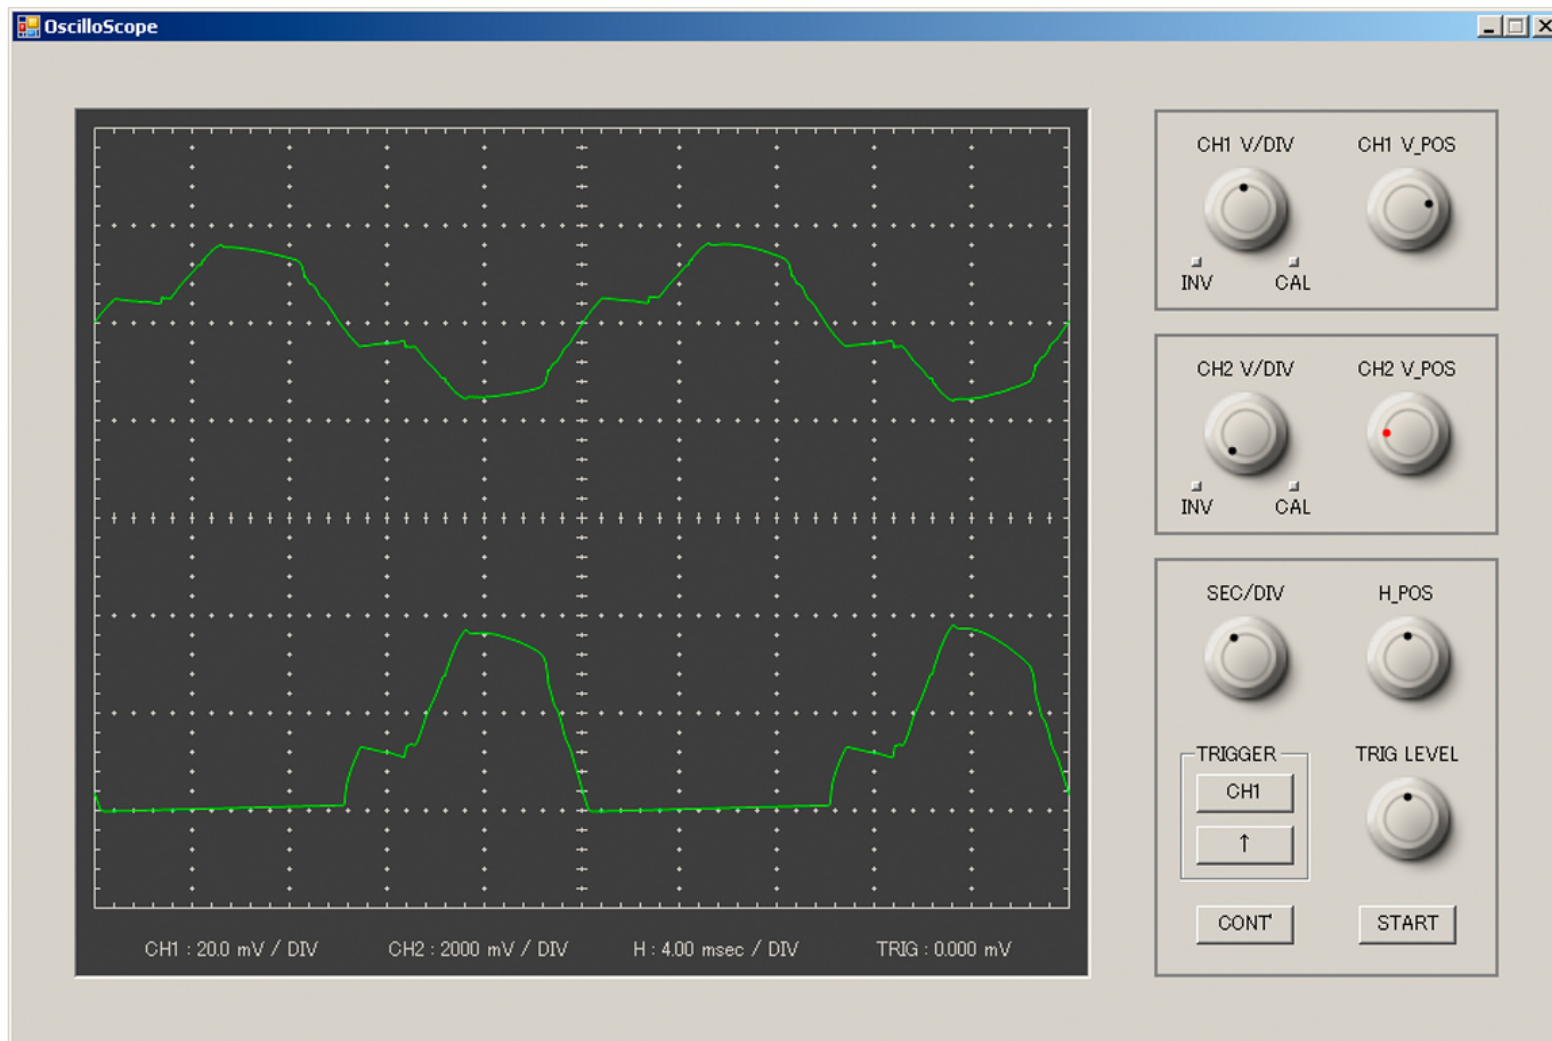 OscilloScope
CH1 V/DIV
CH1 V_POS
INV
CAL
CH2 V/DIV
CH2 V_POS
INV
CAL
SEC/DIV
H_POS
TRIGGER
CH1
↑
TRIG LEVEL
CONT'
START
CH1 : 20.0 mV / DIV
CH2 : 2000 mV / DIV
H : 4.00 msec / DIV
TRIG : 0.000 mV